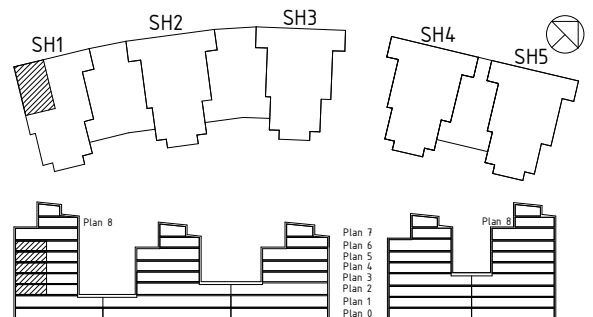 SH1
SH2
SH3
SH4
SH5
Plan 8
Plan 7
Plan 6
Plan 5
Plan 4
Plan 3
Plan 2
Plan 1
Plan 0
Plan 8